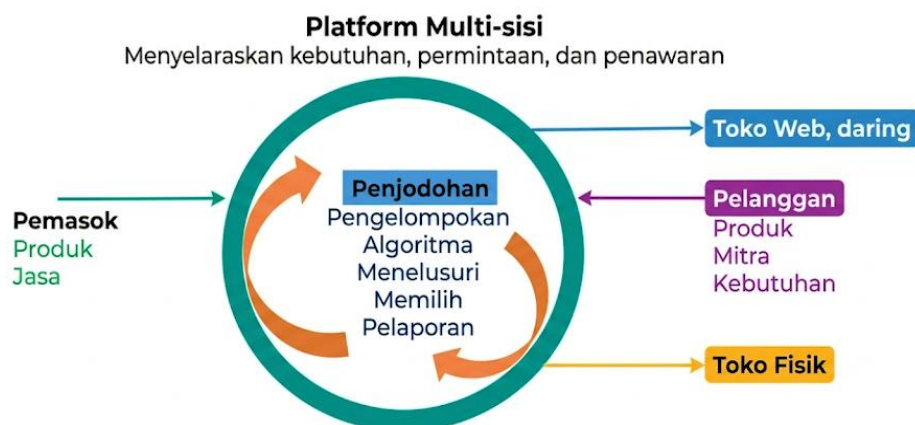 Platform Multi-sisi
Menyelaraskan kebutuhan, permintaan, dan penawaran
Pemasok
Produk
Jasa
Penjodohan
Pengelompokan
Algoritma
Menelusuri
Memilih
Pelaporan
Toko Web, daring
Pelanggan
Produk
Mitra
Kebutuhan
Toko Fisik